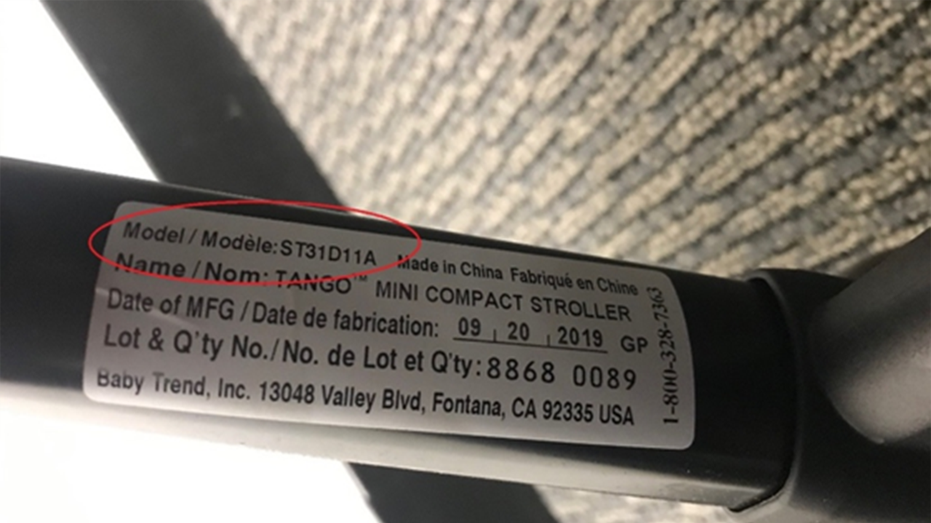 Model / Modèle:ST31D11A
Made in China Fabriqué en Chine
Name / Nom: TANGO™ MINI COMPACT STROLLER
Date of MFG / Date de fabrication: 09 20 2019 GP
Lot & Q'ty No./No. de Lot et Q'ty: 8868 0089
Baby Trend, Inc. 13048 Valley Blvd, Fontana, CA 92335 USA
1-800-328-7363